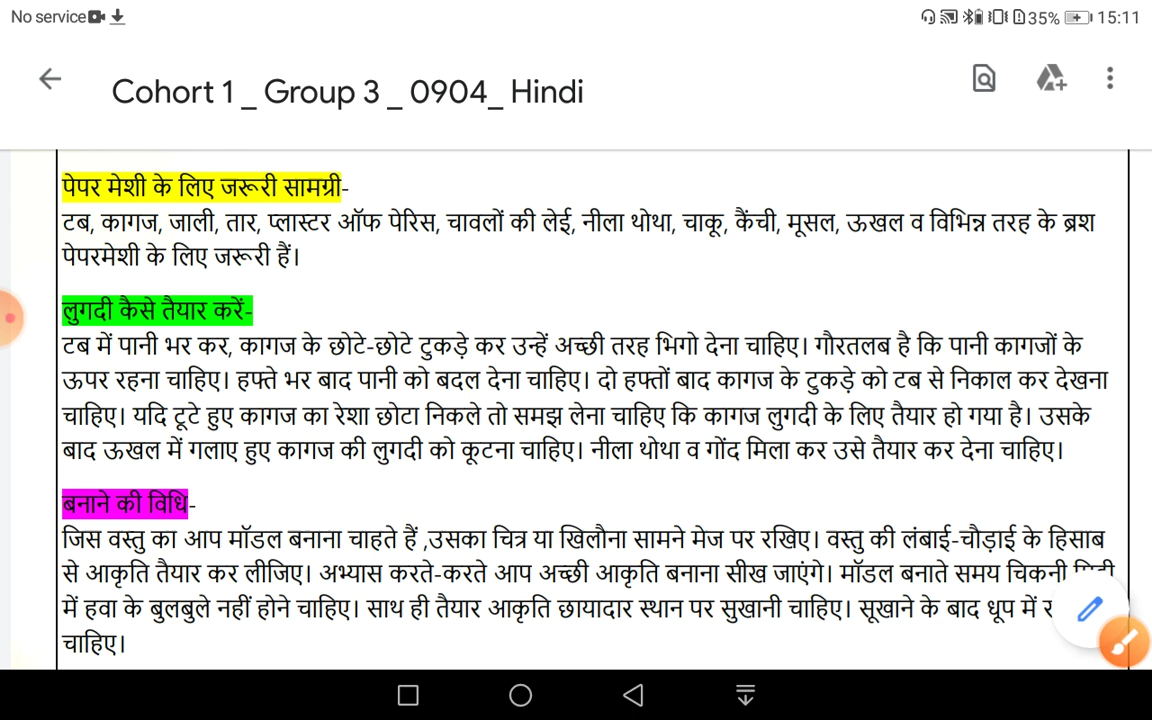 No service 35% 15:11
Cohort 1 _ Group 3 _ 0904_ Hindi
पेपर मेशी के लिए जरूरी सामग्री-
टब, कागज, जाली, तार, प्लास्टर ऑफ पेरिस, चावलों की लेई, नीला थोथा, चाकू, कैंची, मूसल, ऊखल व विभिन्न तरह के ब्रश
पेपरमेशी के लिए जरूरी हैं।
लुगदी कैसे तैयार करें-
टब में पानी भर कर, कागज के छोटे-छोटे टुकड़े कर उन्हें अच्छी तरह भिगो देना चाहिए। गौरतलब है कि पानी कागजों के
ऊपर रहना चाहिए। हफ्ते भर बाद पानी को बदल देना चाहिए। दो हफ्तों बाद कागज के टुकड़े को टब से निकाल कर देखना
चाहिए। यदि टूटे हुए कागज का रेशा छोटा निकले तो समझ लेना चाहिए कि कागज लुगदी के लिए तैयार हो गया है। उसके
बाद ऊखल में गलाए हुए कागज की लुगदी को कूटना चाहिए। नीला थोथा व गोंद मिला कर उसे तैयार कर देना चाहिए।
बनाने की विधि-
जिस वस्तु का आप मॉडल बनाना चाहते हैं ,उसका चित्र या खिलौना सामने मेज पर रखिए। वस्तु की लंबाई-चौड़ाई के हिसाब
से आकृति तैयार कर लीजिए। अभ्यास करते-करते आप अच्छी आकृति बनाना सीख जाएंगे। मॉडल बनाते समय चिकनी
में हवा के बुलबुले नहीं होने चाहिए। साथ ही तैयार आकृति छायादार स्थान पर सुखानी चाहिए। सूखाने के बाद धूप में
चाहिए।